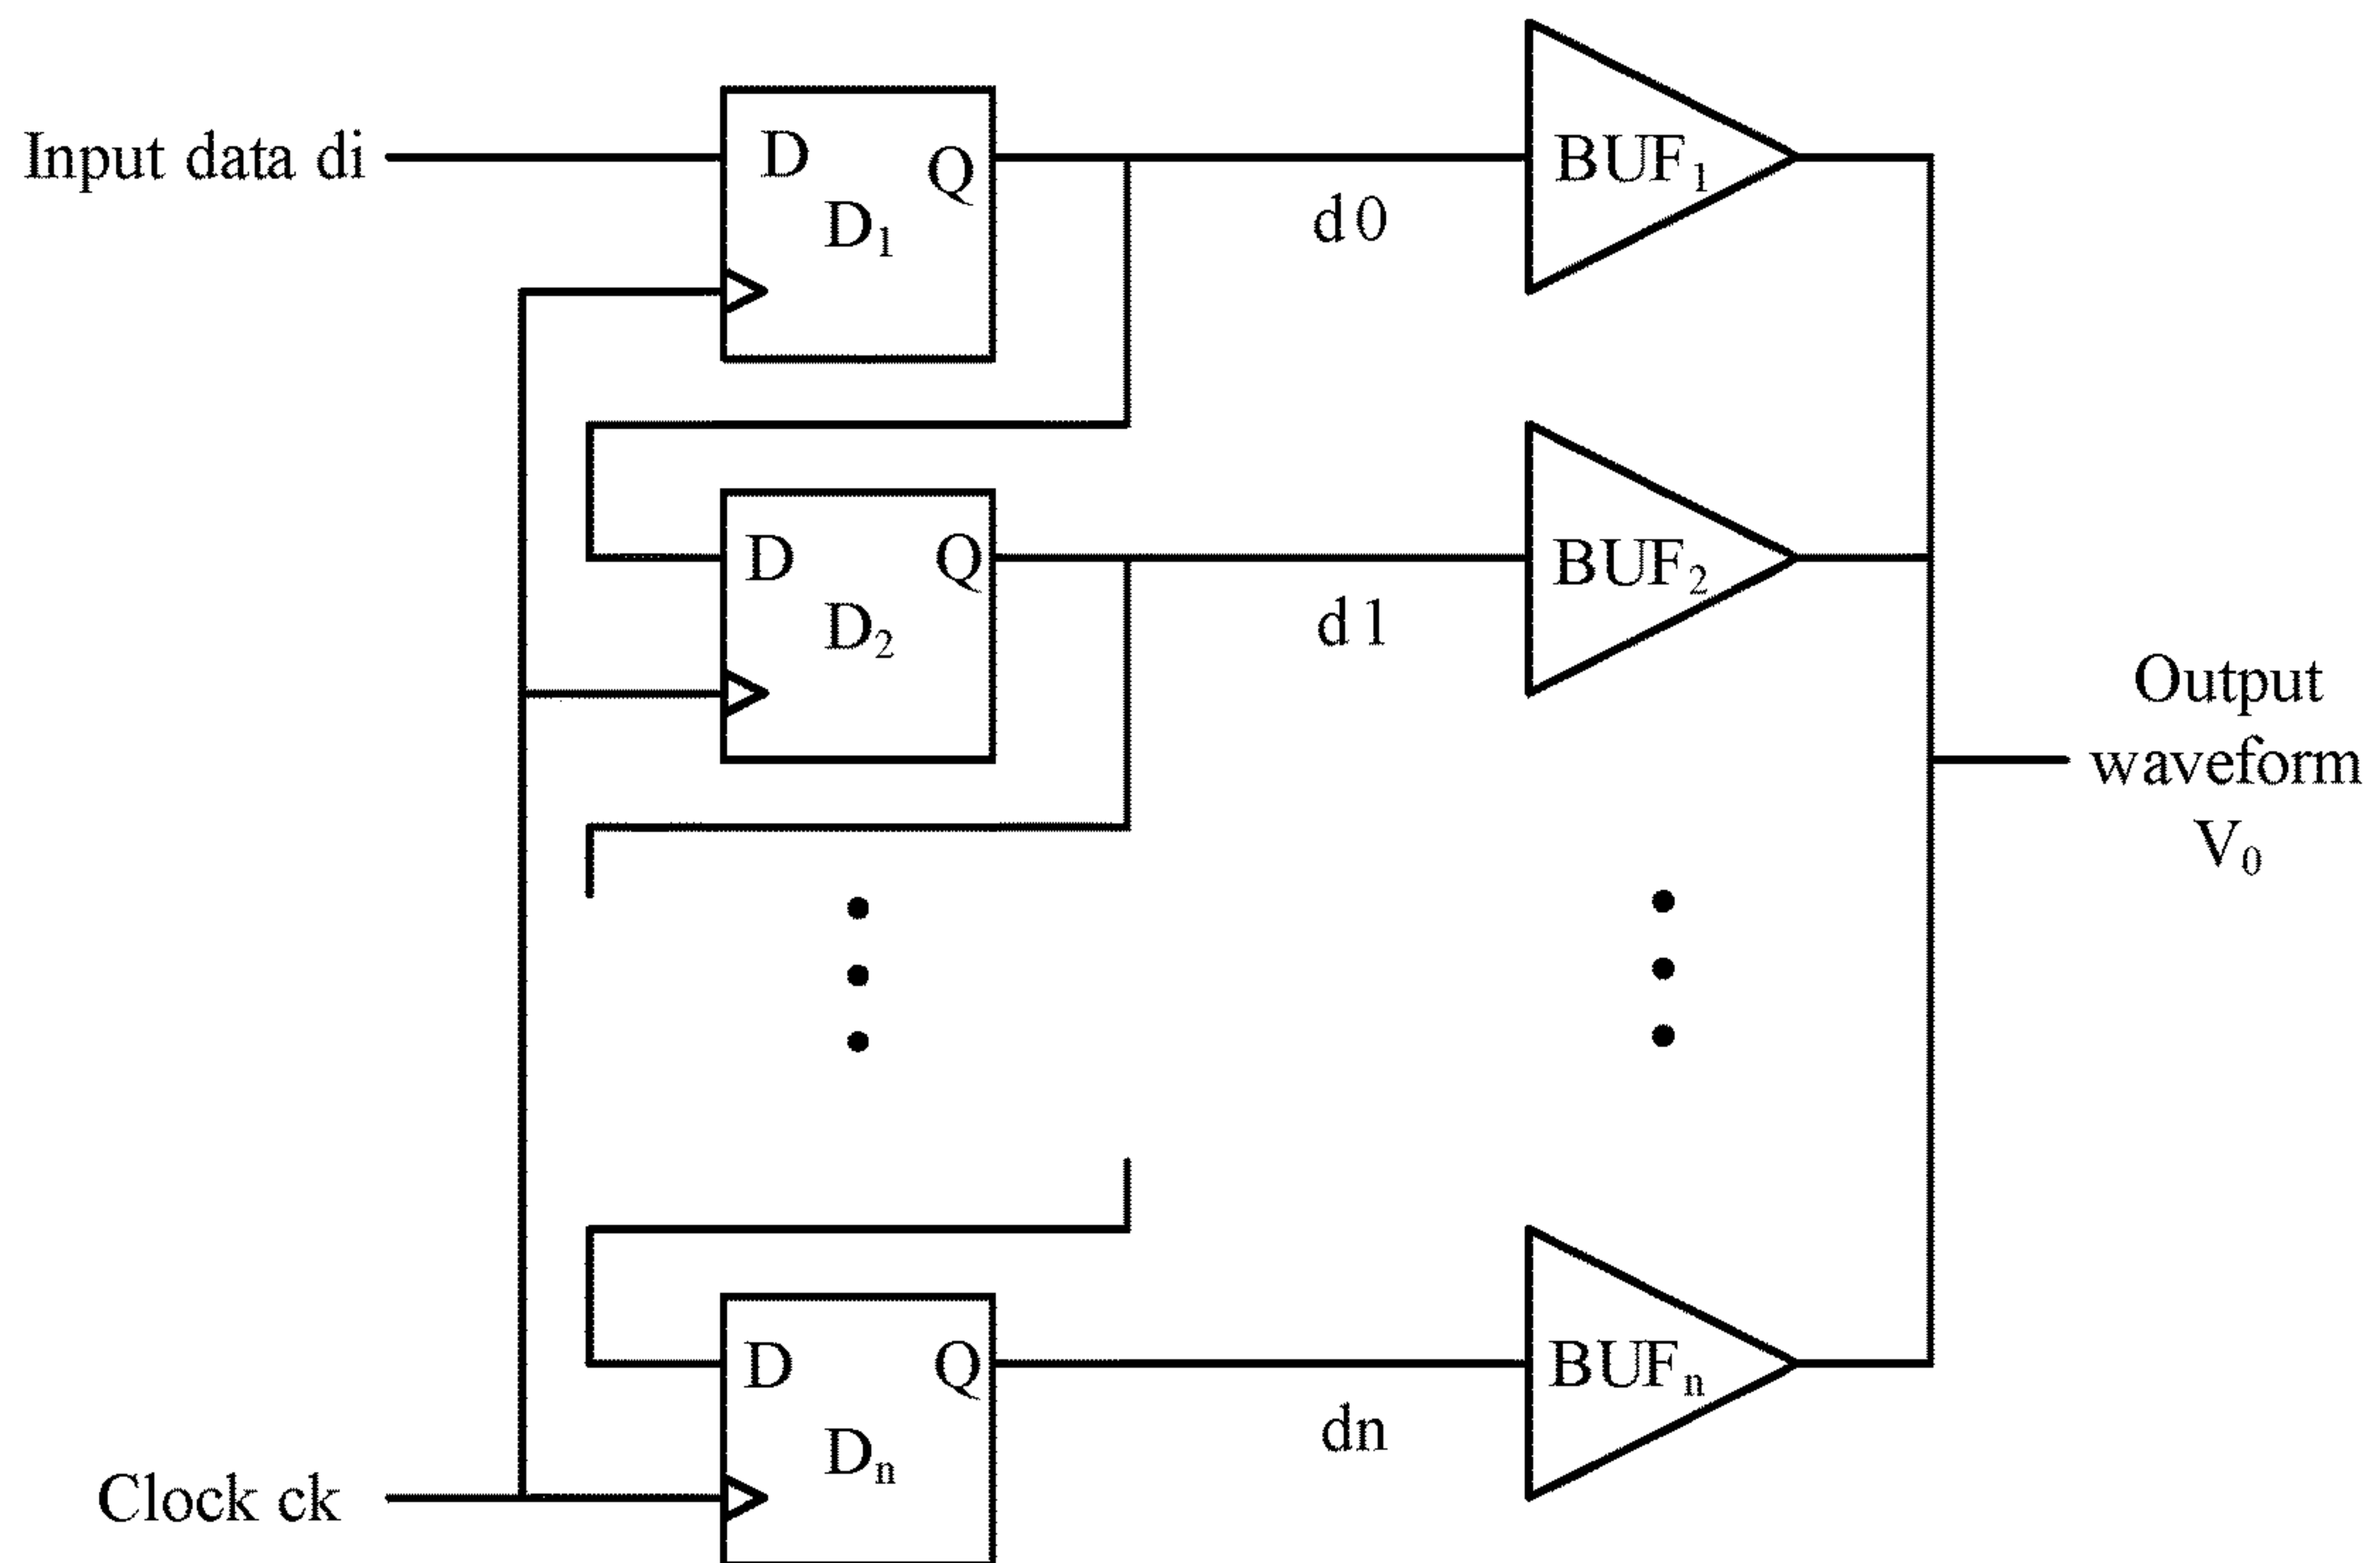 Input data di
D
Q
D₁
d0
BUF₁
D
Q
D₂
d1
BUF₂
Output
waveform
V₀
D
Q
Dₙ
dn
BUFₙ
Clock ck